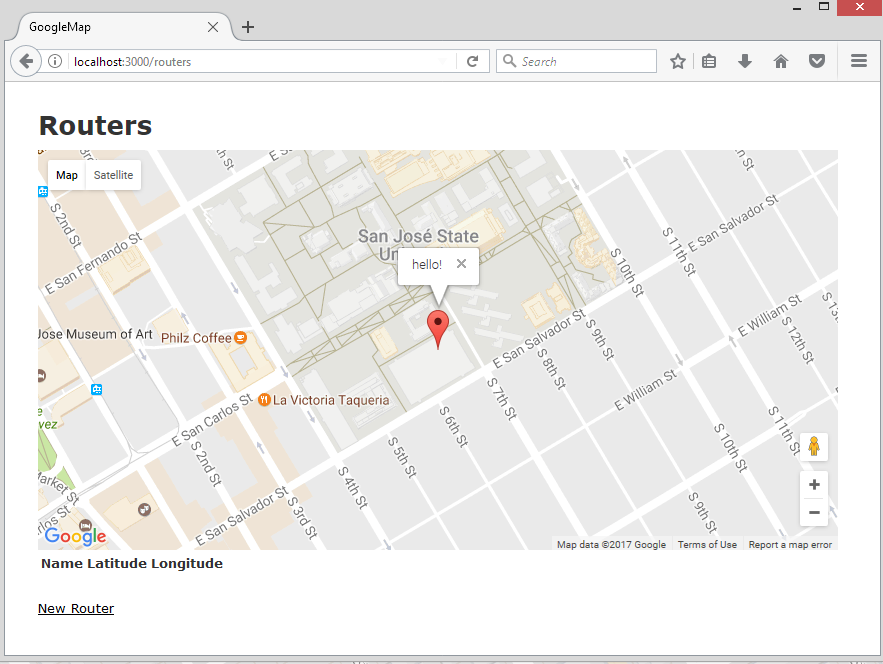 GoogleMap
localhost:3000/routers
Search
Routers
Map
Satellite
E San Fernando St
S 2nd St
San José State
Un
hello!
S 10th St
S 11th St
E San Salvador St
Jose Museum of Art
Philz Coffee
E San Salvador St
S 9th St
S 8th St
S 7th St
E William St
S 12th St
E William St
La Victoria Taqueria
E San Carlos St
S 6th St
S 5th St
S 4th St
S 3rd St
S 2nd St
E San Salvador St
Market St
S 11th St
S 10th St
S 9th St
Google
Map data ©2017 Google
Terms of Use
Report a map error
Name Latitude Longitude
New Router